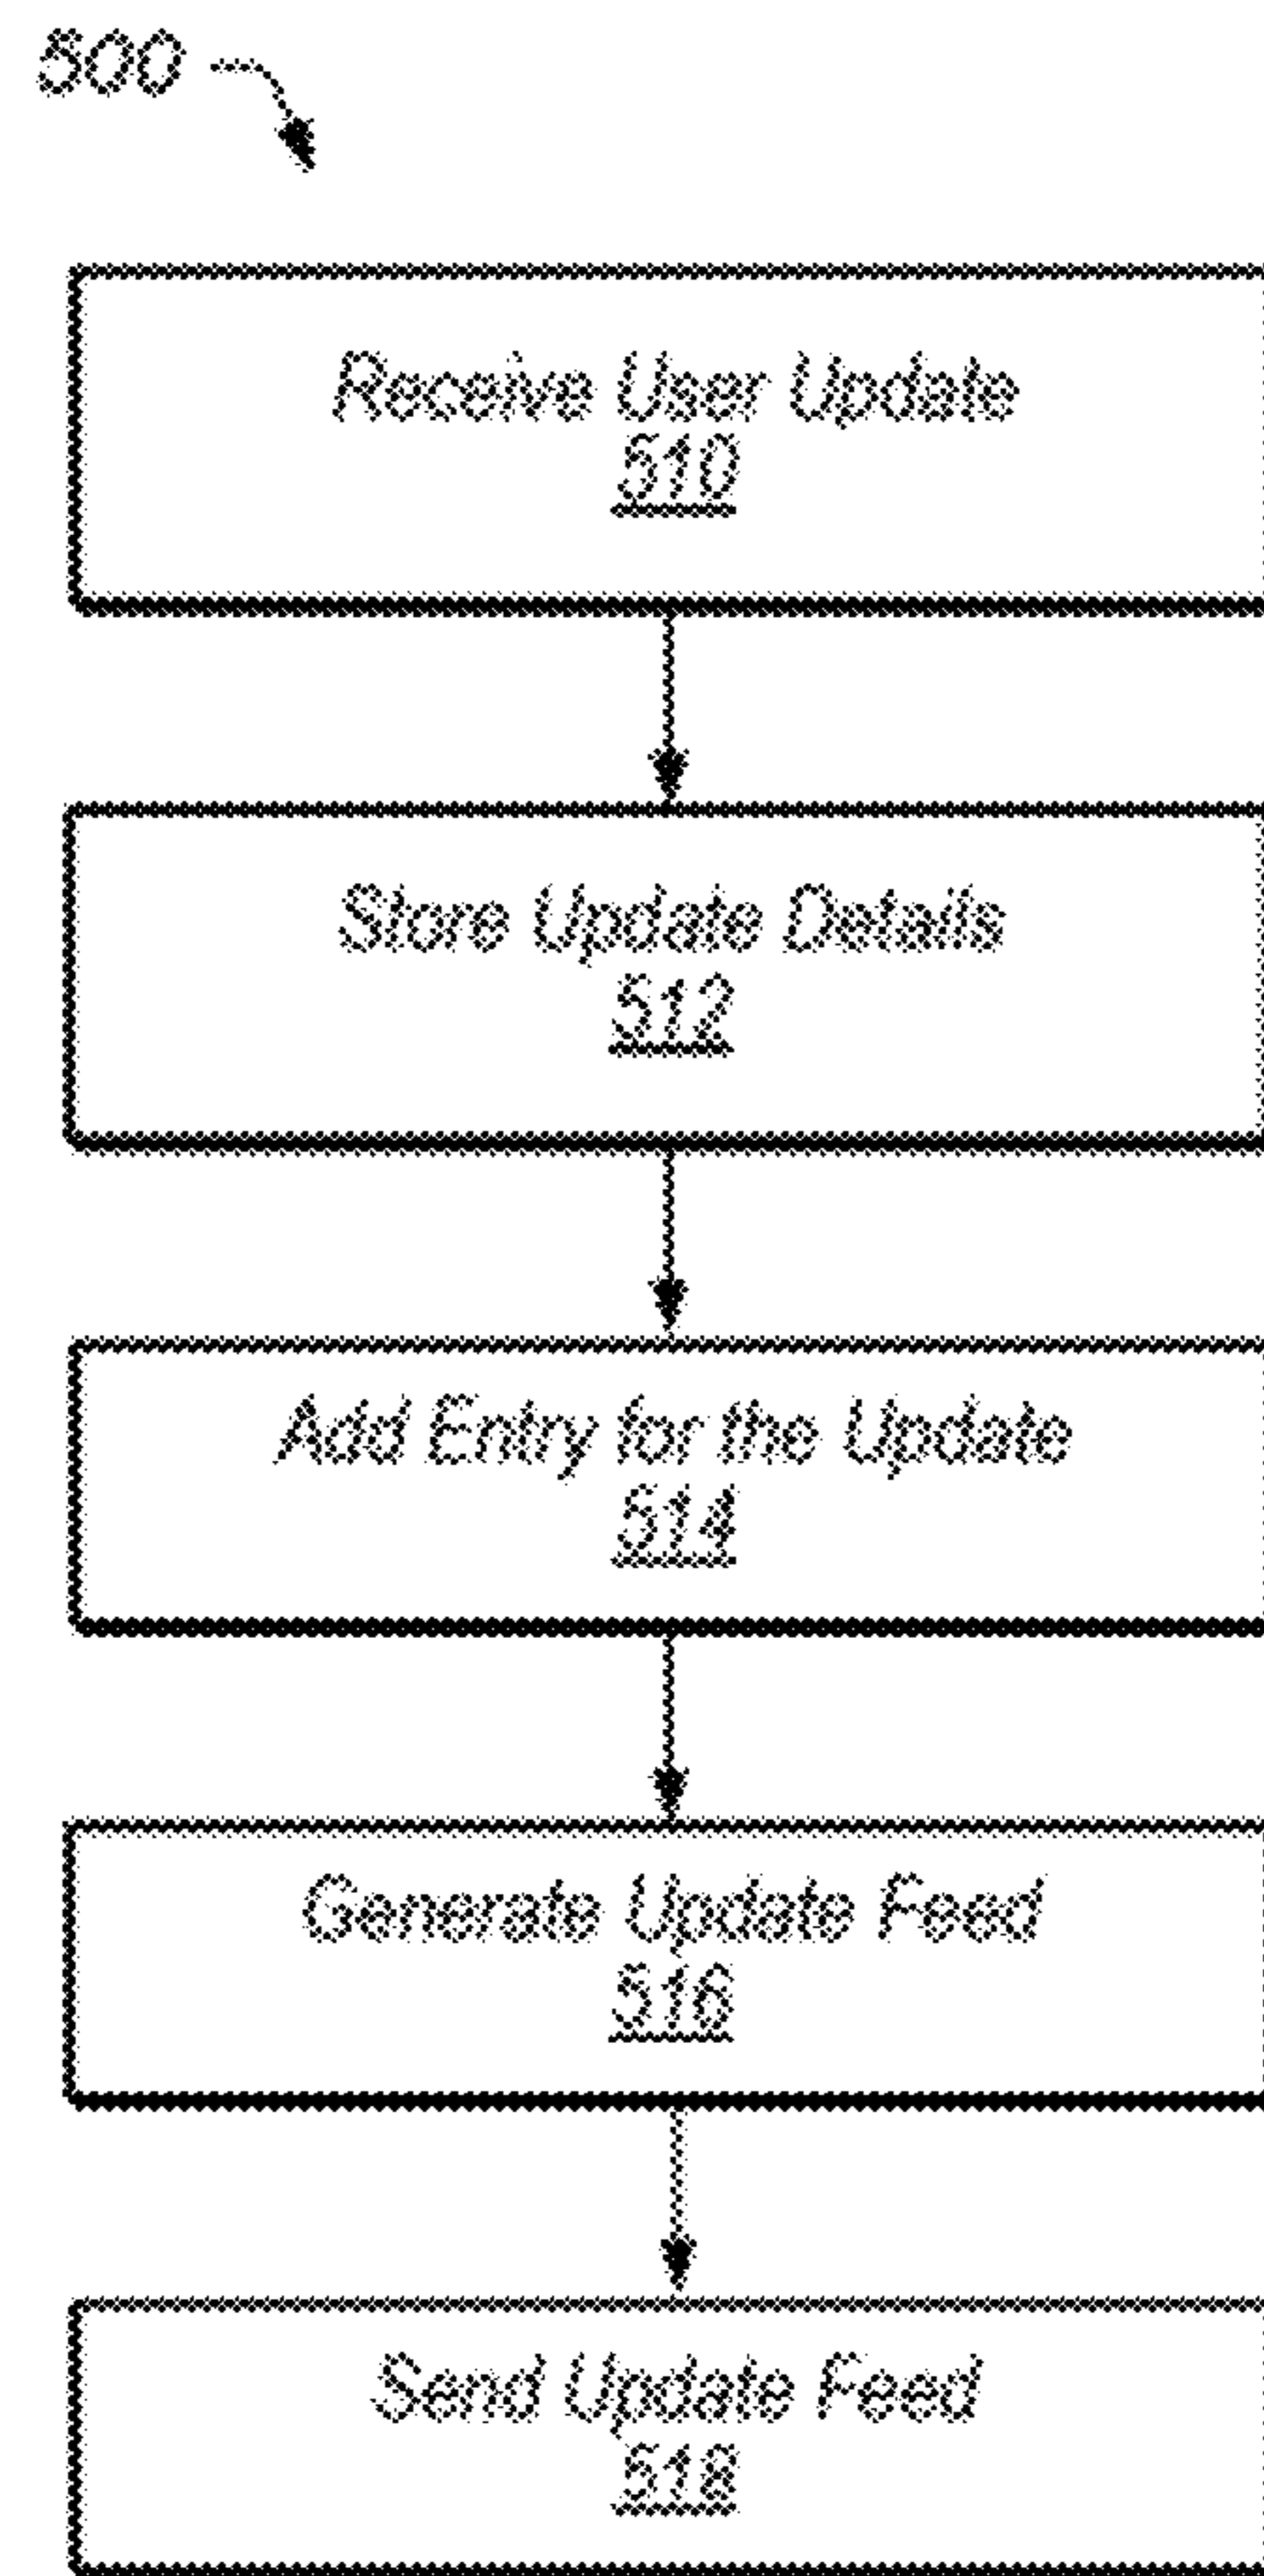 500
Receive User Update
510
Store Update Details
512
Add Entry for the Update
514
Generate Update Feed
516
Send Update Feed
518